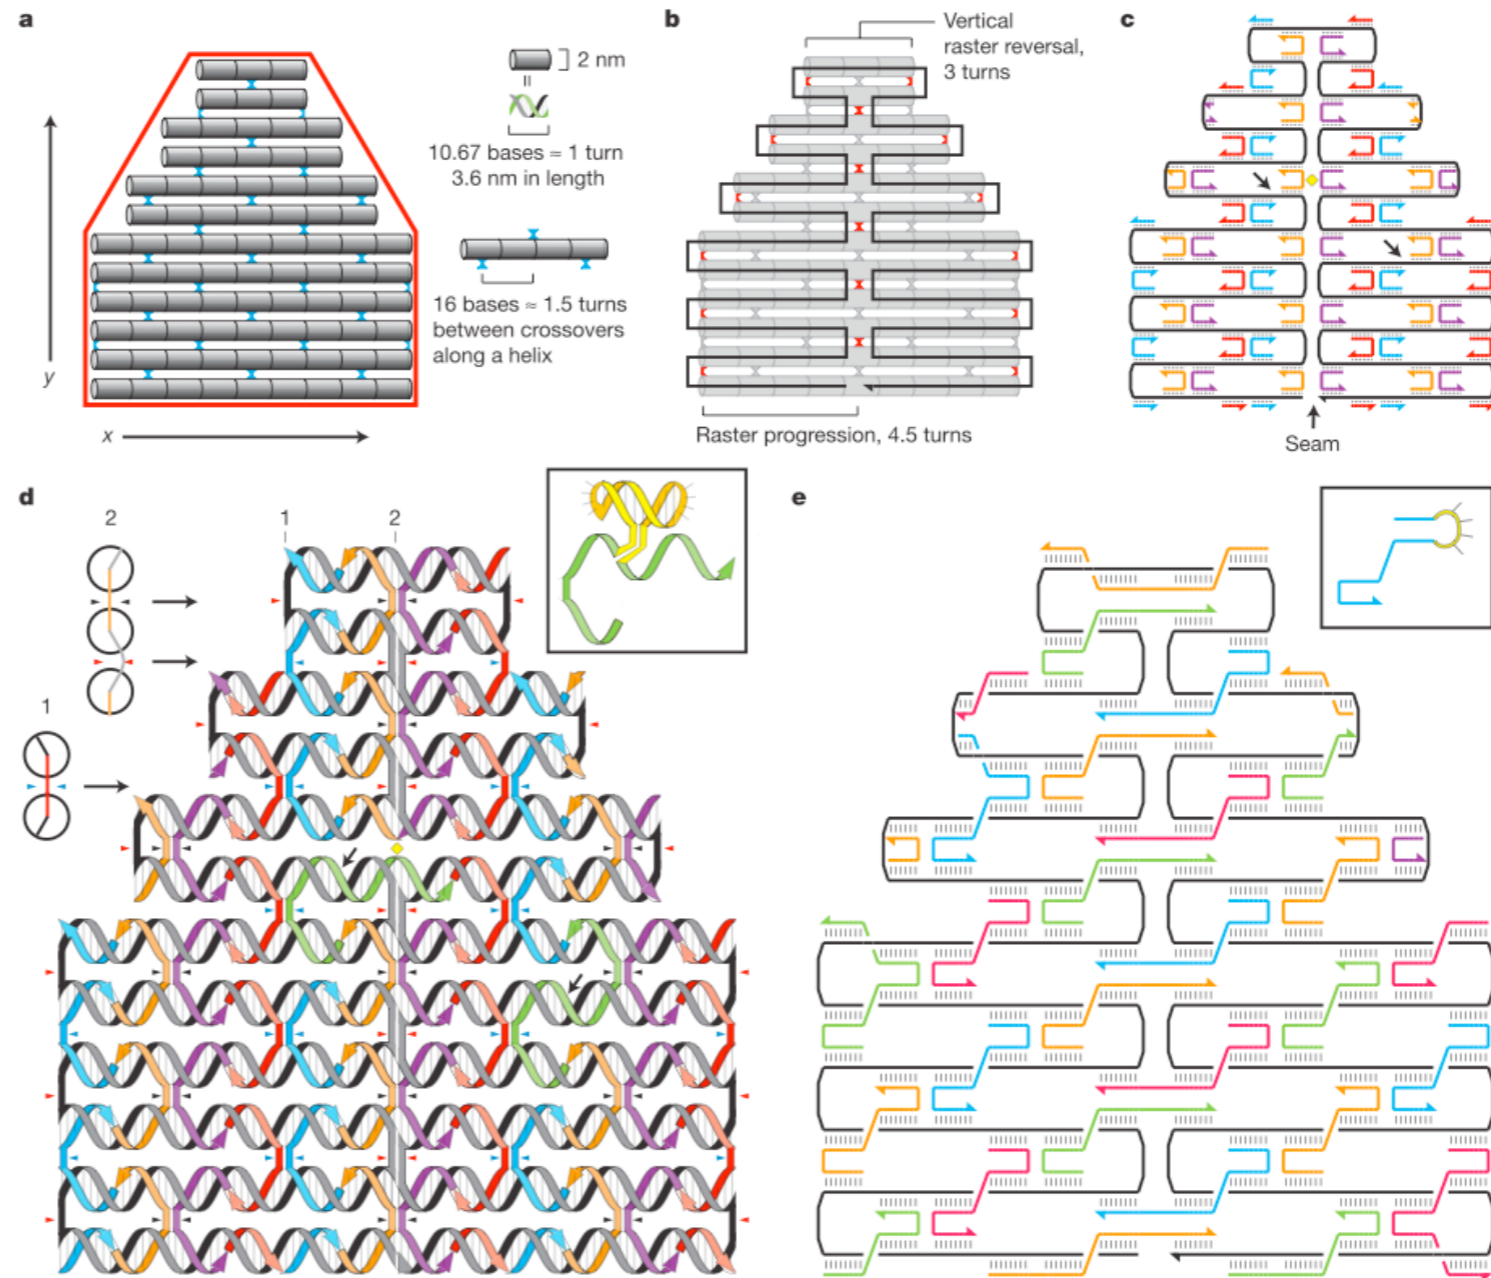 a
2 nm
10.67 bases ≈ 1 turn
3.6 nm in length
16 bases ≈ 1.5 turns
between crossovers
along a helix
y
x
b
Vertical
raster reversal,
3 turns
Raster progression, 4.5 turns
c
Seam
d
2
1
1
2
e